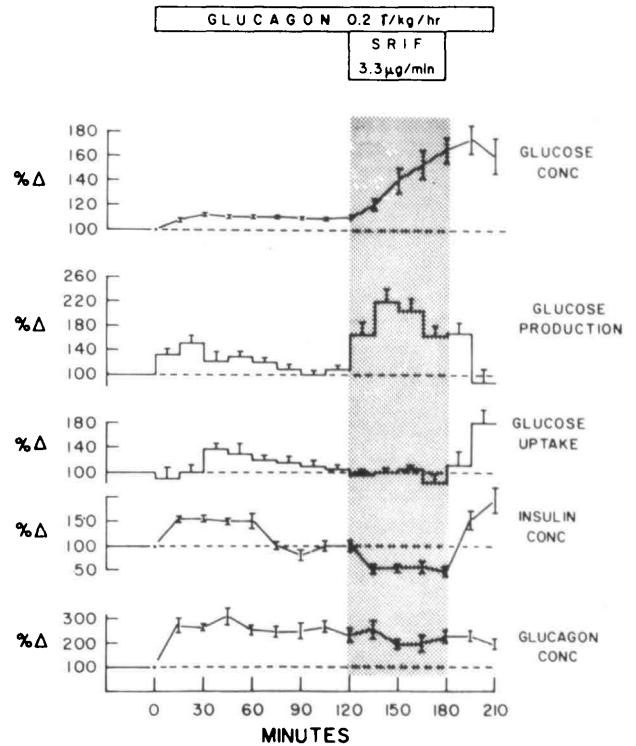 GLUCAGON 0.2 ϒ/kg/hr
SRIF
3.3µg/min
%Δ
180
160
140
120
100
GLUCOSE
CONC
%Δ
260
220
180
140
100
GLUCOSE
PRODUCTION
%Δ
180
140
100
GLUCOSE
UPTAKE
%Δ
150
100
50
INSULIN
CONC
%Δ
300
200
100
GLUCAGON
CONC
0 30 60 90 120 150 180 210
MINUTES